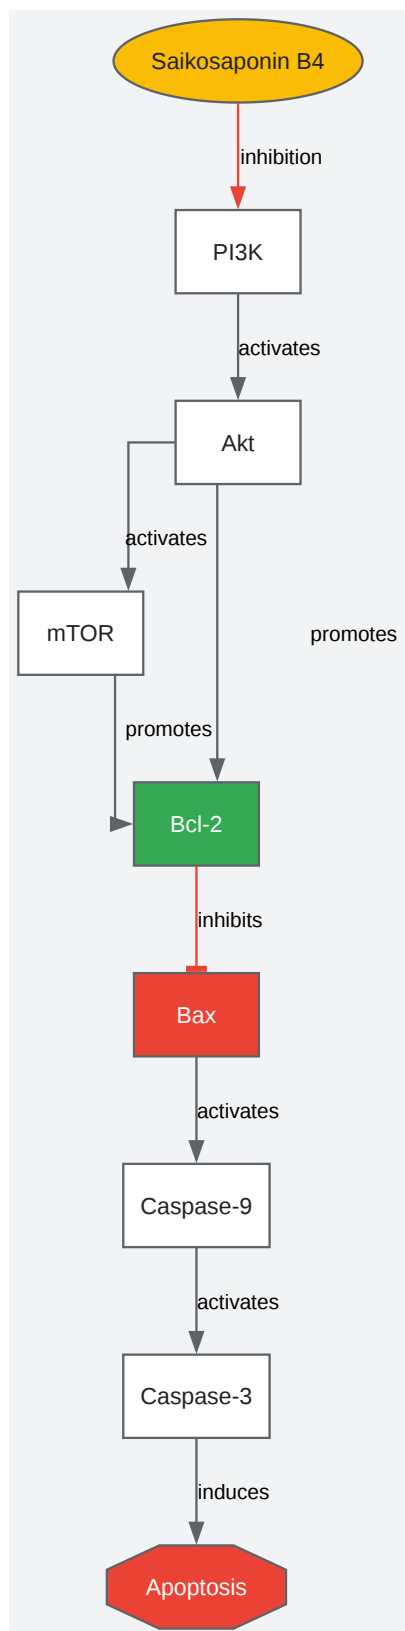 Saikosaponin B4
inhibition
PI3K
activates
Akt
activates
mTOR
promotes
promotes
Bcl-2
inhibits
Bax
activates
Caspase-9
activates
Caspase-3
induces
Apoptosis